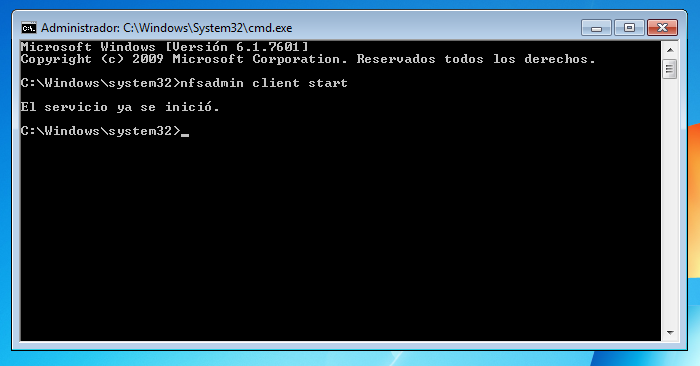 Administrador: C:\Windows\System32\cmd.exe
Microsoft Windows [Versión 6.1.7601]
Copyright (c) 2009 Microsoft Corporation. Reservados todos los derechos.
C:\Windows\system32>nfsadmin client start
El servicio ya se inició.
C:\Windows\system32>_